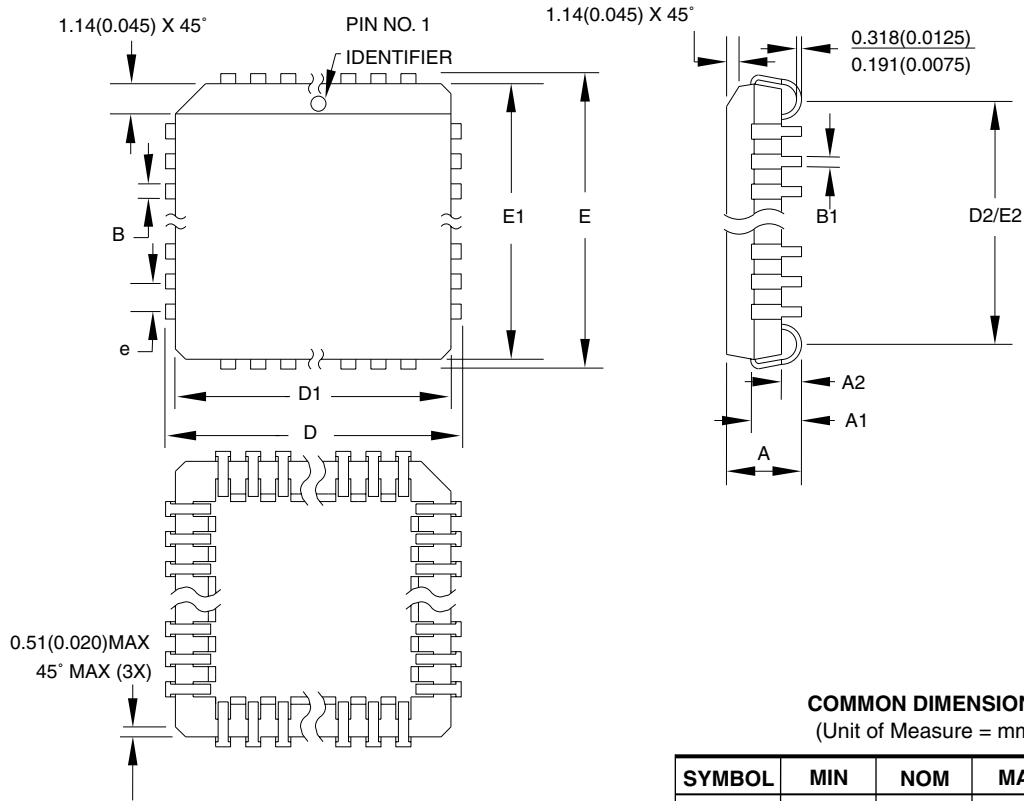 1.14(0.045) X 45˚
PIN NO. 1
IDENTIFIER
1.14(0.045) X 45˚
0.318(0.0125)
0.191(0.0075)
B
E1
E
B1
D2/E2
e
A2
D1
A1
D
A
0.51(0.020)MAX
45˚ MAX (3X)
COMMON DIMENSION
(Unit of Measure = mm
SYMBOL MIN NOM MA